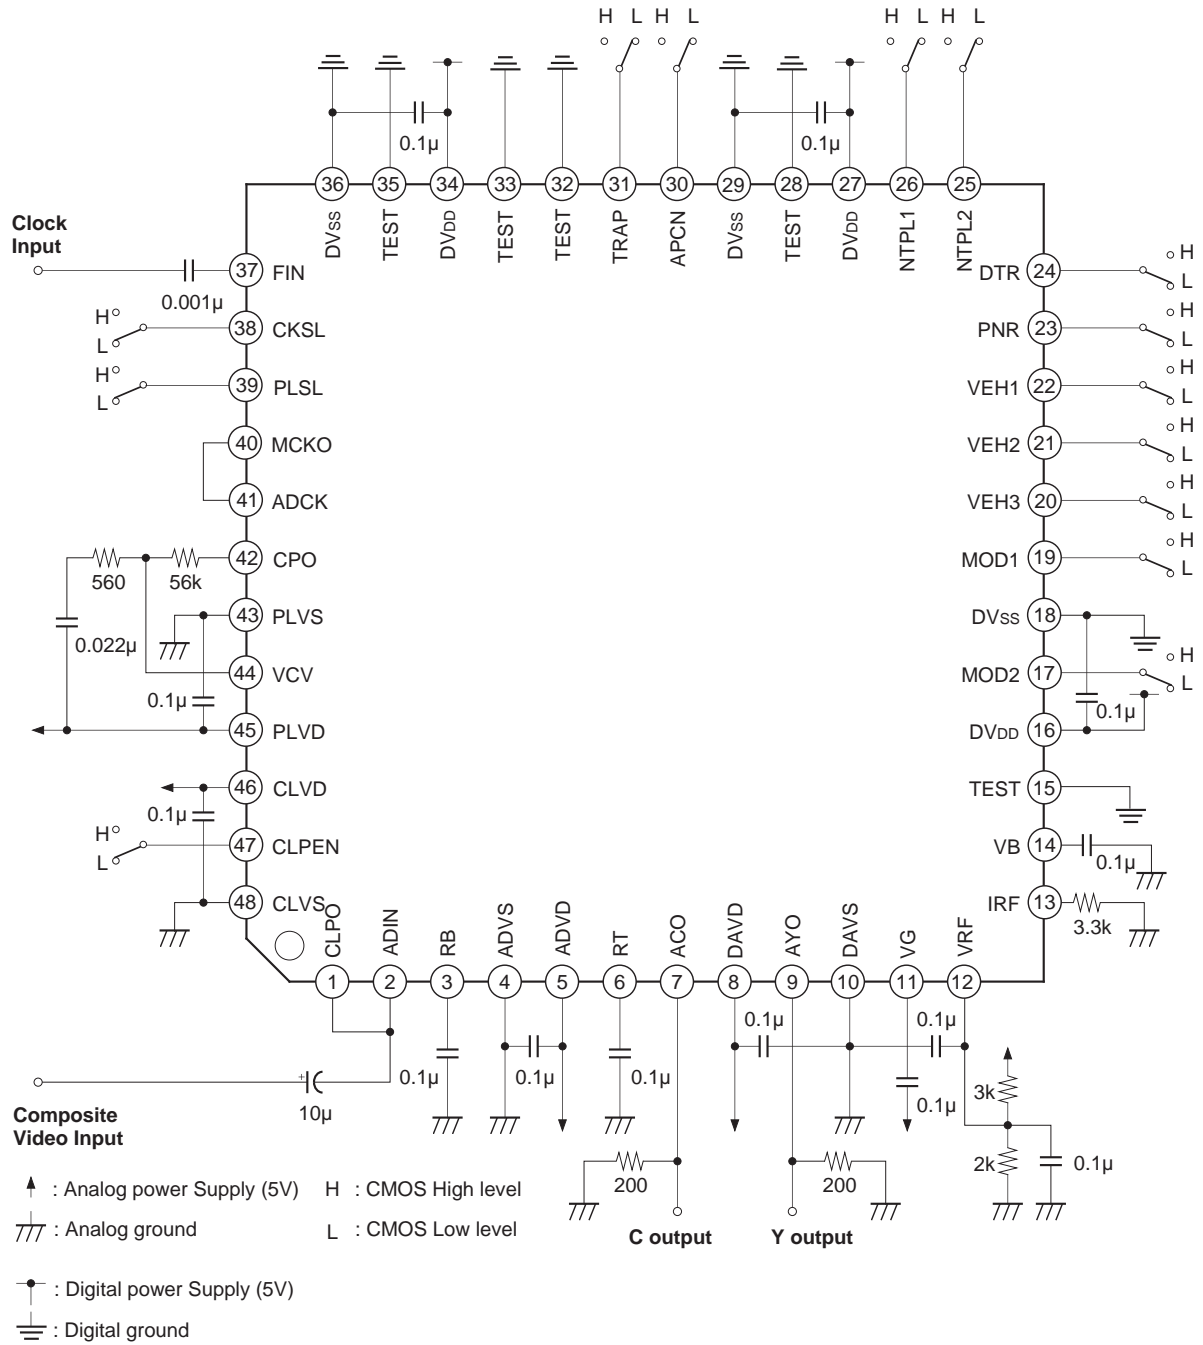 H L H L H L H L
0.1µ 0.1µ
36 35 34 33 32 31 30 29 28 27 26 25
DVSS TEST DVDD TEST TEST TRAP APCN DVSS TEST DVDD NTPL1 NTPL2
Clock
Input
37 FIN
0.001µ
H
L
38 CKSL
H
L
39 PLSL
40 MCKO
41 ADCK
42 CPO
560 56k
43 PLVS
0.022µ
44 VCV
0.1µ
45 PLVD
46 CLVD
0.1µ
H
L
47 CLPEN
48 CLVS
DTR 24
H
L
PNR 23
H
L
VEH1 22
H
L
VEH2 21
H
L
VEH3 20
H
L
MOD1 19
H
L
DVSS 18
MOD2 17
H
L
0.1µ
DVDD 16
TEST 15
VB 14
0.1µ
IRF 13
3.3k
CLPO ADIN RB ADVS ADVD RT ACO DAVD AYO DAVS VG VRF
1 2 3 4 5 6 7 8 9 10 11 12
0.1µ 0.1µ
0.1µ 0.1µ 0.1µ 0.1µ
3k
+
10µ
Composite
Video Input
2k 0.1µ
200 200
C output Y output
: Analog power Supply (5V) H : CMOS High level
: Analog ground L : CMOS Low level
: Digital power Supply (5V)
: Digital ground